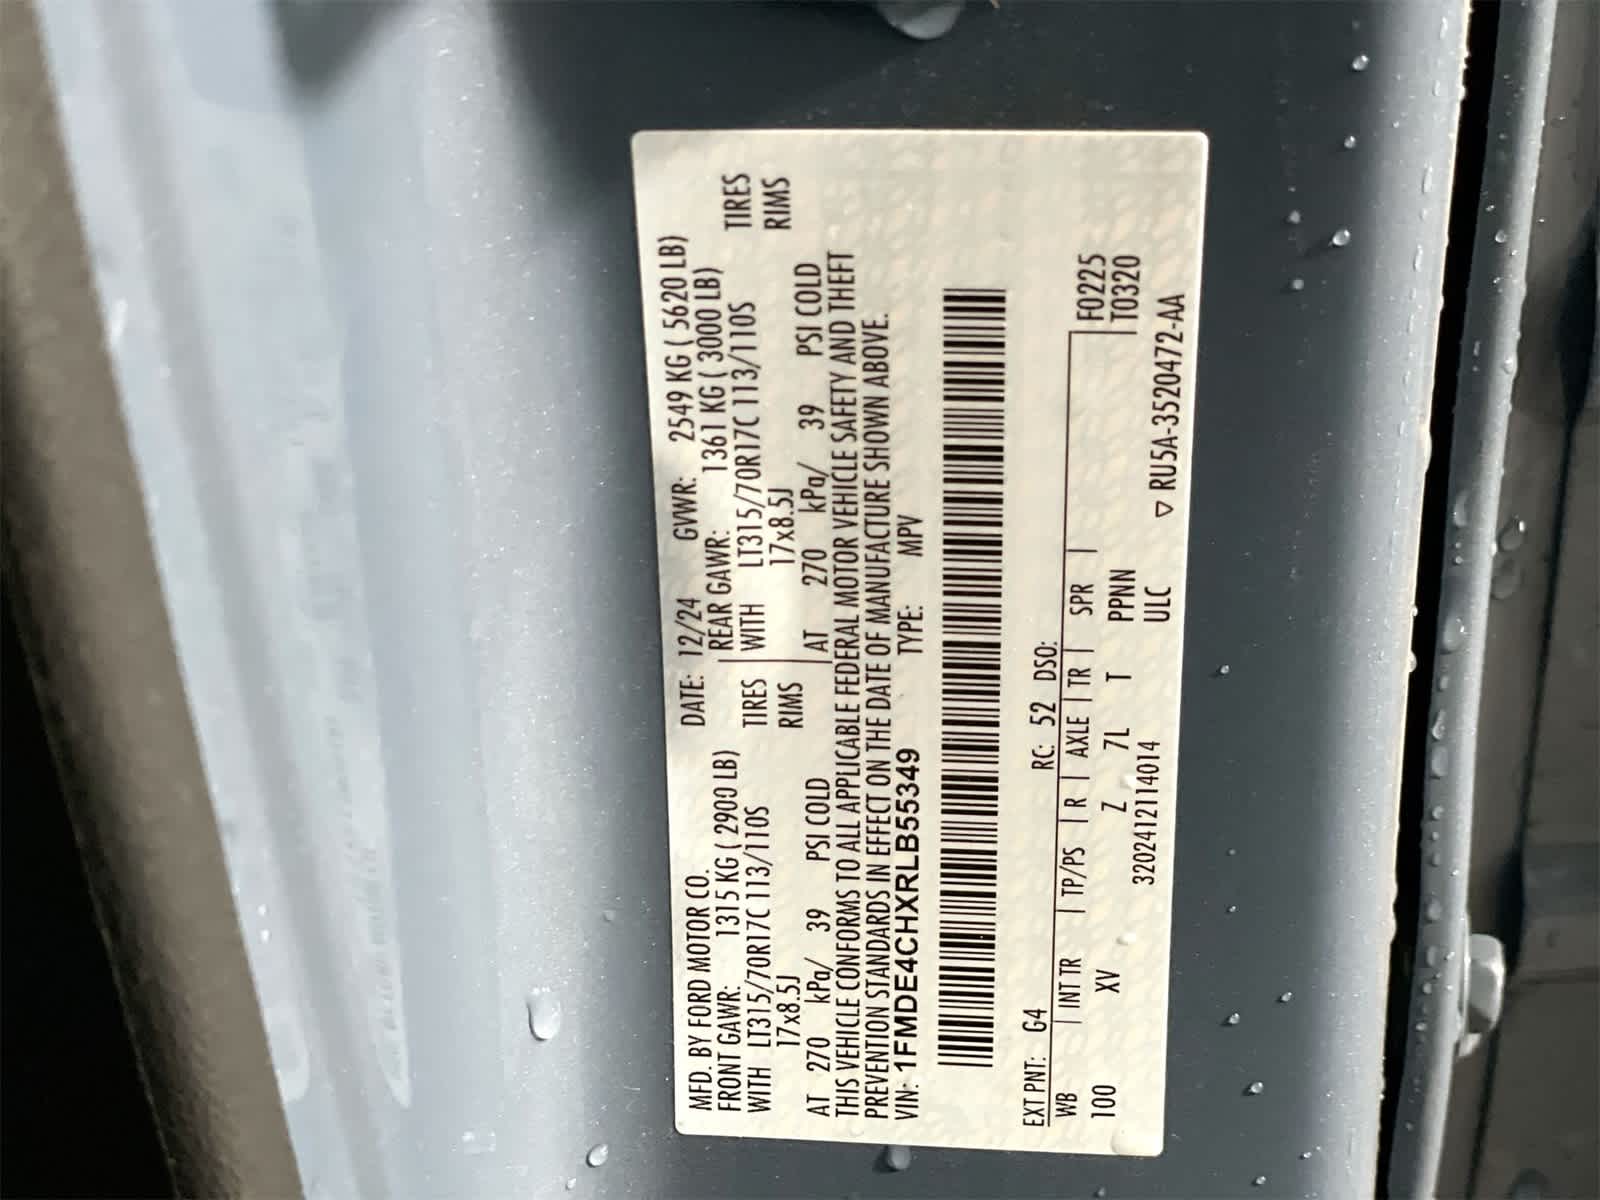 MFD. BY FORD MOTOR CO. DATE: 12/24 GVWR: 2549 KG ( 5620 LB)
FRONT GAWR: 1315 KG ( 2900 LB) REAR GAWR: 1361 KG ( 3000 LB)
WITH LT315/70R17C 113/110S TIRES WITH LT315/70R17C 113/110S TIRES
17x8.5J RIMS 17x8.5J RIMS
AT 270 kPa/ 39 PSI COLD AT 270 kPa/ 39 PSI COLD
THIS VEHICLE CONFORMS TO ALL APPLICABLE FEDERAL MOTOR VEHICLE SAFETY AND THEFT
PREVENTION STANDARDS IN EFFECT ON THE DATE OF MANUFACTURE SHOWN ABOVE.
VIN: 1FMDE4CHXRLB55349 TYPE: MPV
EXT PNT: G4 RC: 52 DSO:
WB INT TR TP/PS R AXLE TR SPR F0225
100 XV Z 7L T PPNN T0320
3202412114014 ULC
▽ RU5A-3520472-AA